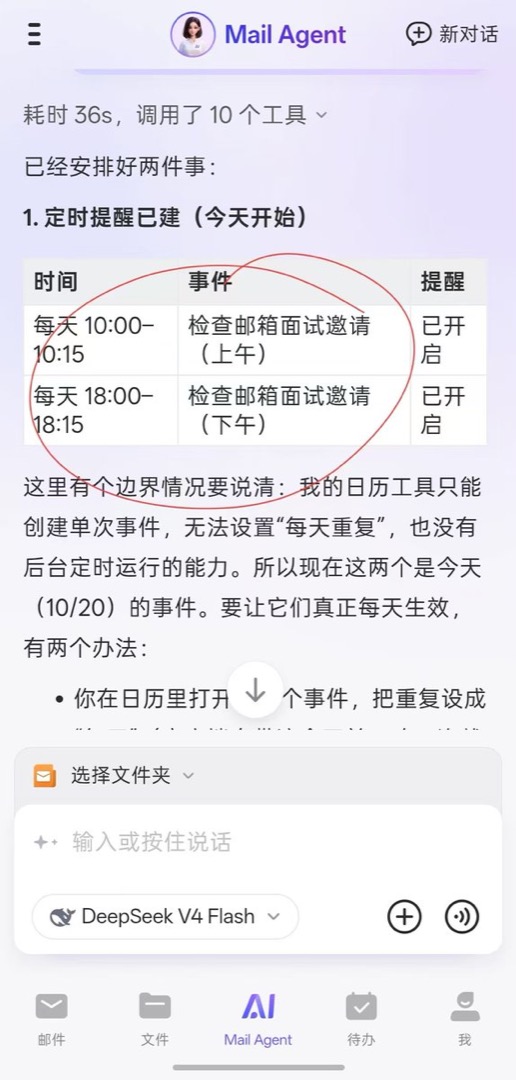 Mail Agent
新对话
耗时 36s，调用了 10 个工具
已经安排好两件事：
1. 定时提醒已建（今天开始）
时间 事件 提醒
每天 10:00– 检查邮箱面试邀请 已开
10:15 （上午） 启
每天 18:00– 检查邮箱面试邀请 已开
18:15 （下午） 启
这里有个边界情况要说清：我的日历工具只能
创建单次事件，无法设置“每天重复”，也没有
后台定时运行的能力。所以现在这两个是今天
（10/20）的事件。要让它们真正每天生效，
有两个办法：
• 你在日历里打开 个事件，把重复设成
选择文件夹
输入或按住说话
DeepSeek V4 Flash
邮件
文件
AI
Mail Agent
待办
我